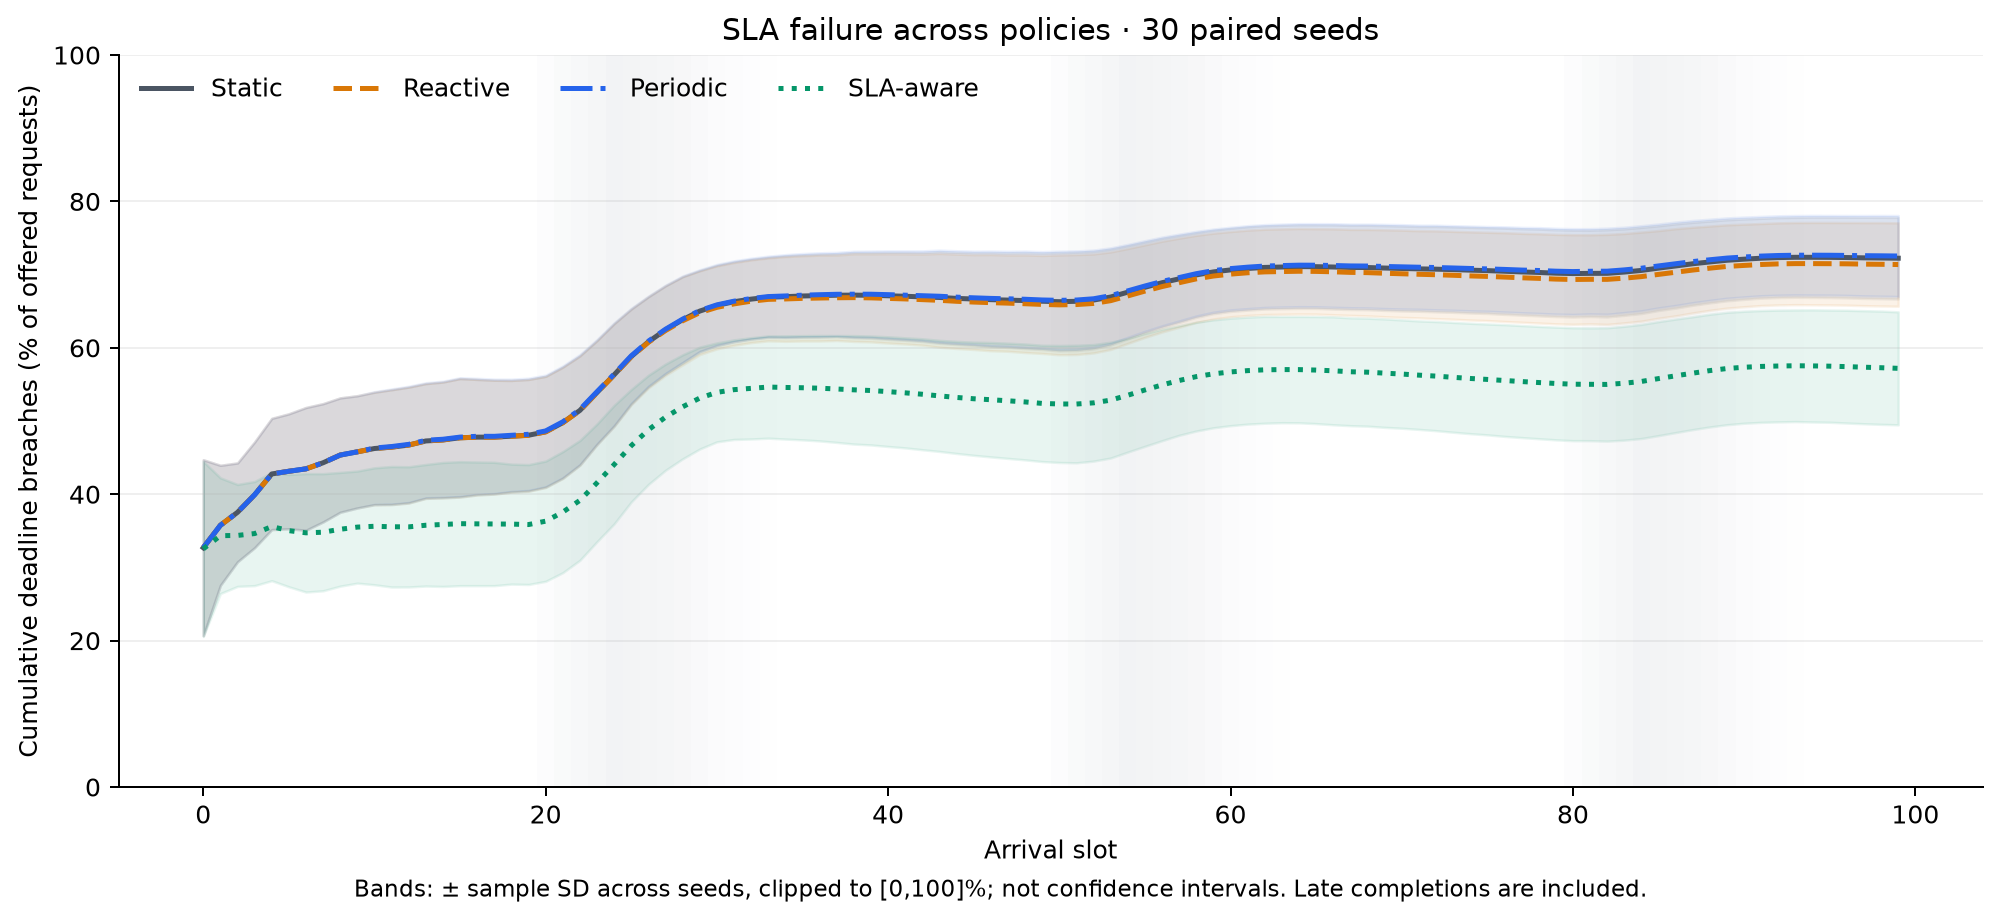 SLA failure across policies · 30 paired seeds
Cumulative deadline breaches (% of offered requests)
100
80
60
40
20
0
Static
Reactive
Periodic
SLA-aware
0 20 40 60 80 100
Arrival slot
Bands: ± sample SD across seeds, clipped to [0,100]%; not confidence intervals. Late completions are included.